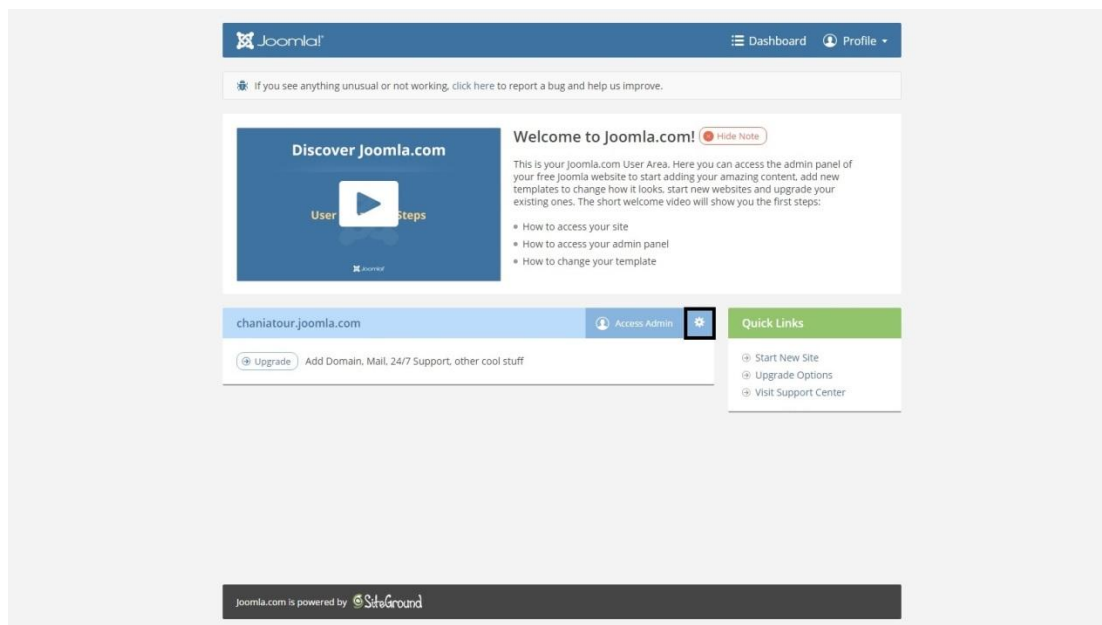 Joomla!
Dashboard Profile
If you see anything unusual or not working, click here to report a bug and help us improve.
Discover Joomla.com
User Steps
Joomla!
Welcome to Joomla.com! Hide Note
This is your Joomla.com User Area. Here you can access the admin panel of
your free Joomla website to start adding your amazing content, add new
templates to change how it looks, start new websites and upgrade your
existing ones. The short welcome video will show you the first steps:
How to access your site
How to access your admin panel
How to change your template
chaniatour.joomla.com Access Admin
Upgrade Add Domain, Mail, 24/7 Support, other cool stuff
Quick Links
Start New Site
Upgrade Options
Visit Support Center
Joomla.com is powered by SiteGround